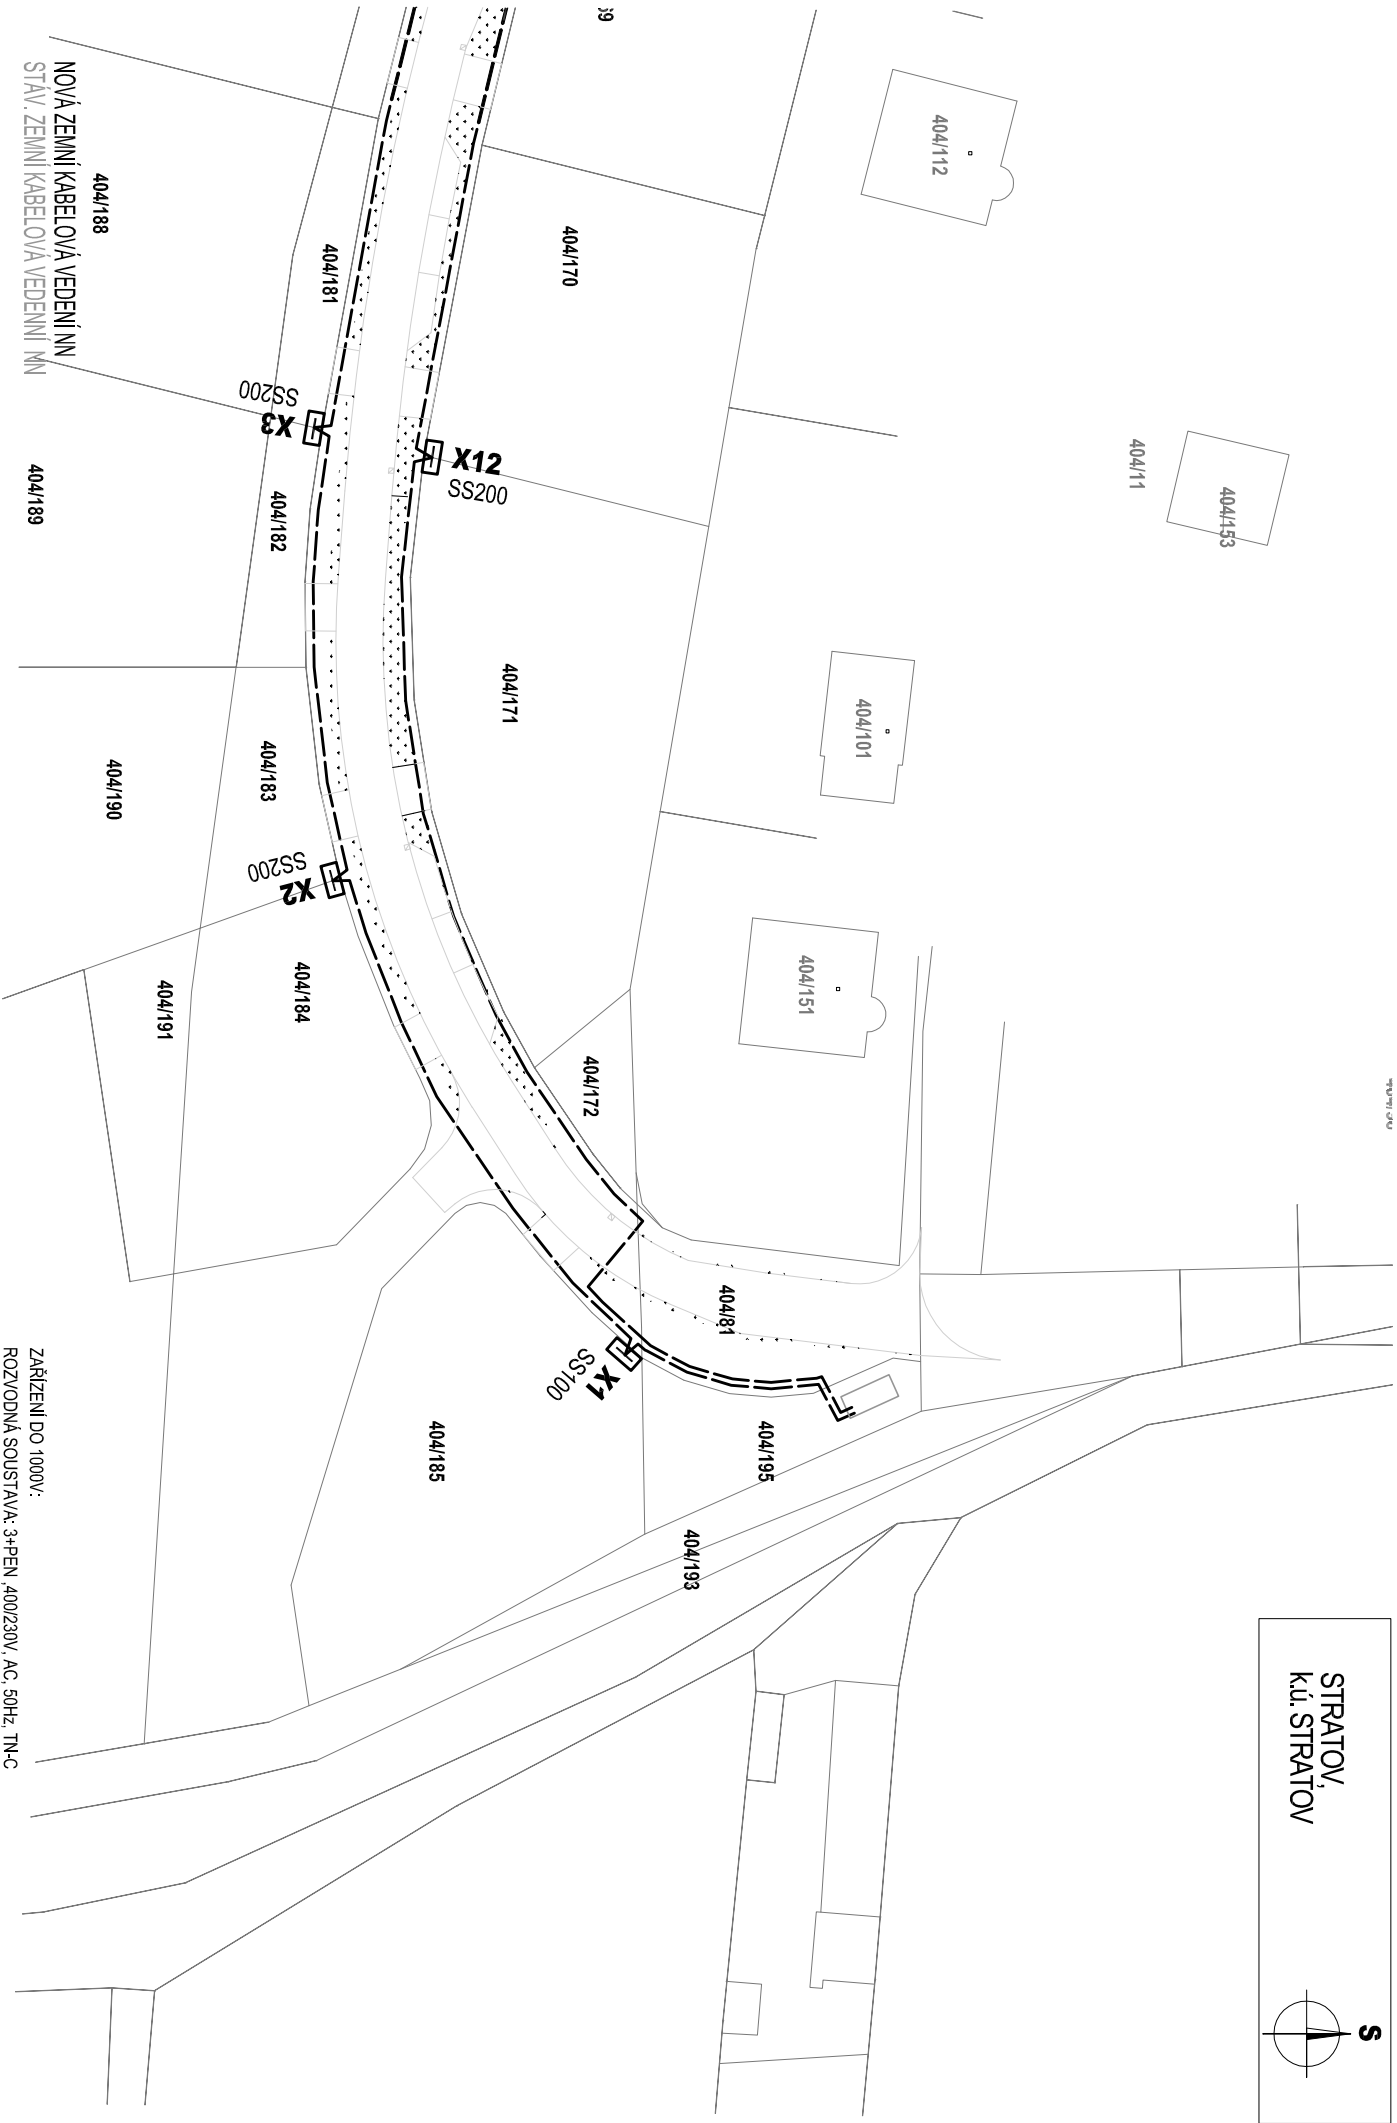 STRATOV,
k.ú. STRATOV
S
404/112
404/11
404/153
404/170
404/101
404/171
404/151
404/172
404/81
404/188
404/181
404/189
404/182
404/190
404/183
404/191
404/184
404/185
404/195
404/193
X12
SS200
X3
SS200
X2
SS200
X1
SS100
NOVÁ ZEMNÍ KABELOVÁ VEDENÍ NN
STÁV. ZEMNÍ KABELOVÁ VEDENNÍ NN
ZAŘÍZENÍ DO 1000V:
ROZVODNÁ SOUSTAVA: 3+PEN ,400/230V, AC, 50Hz, TN-C